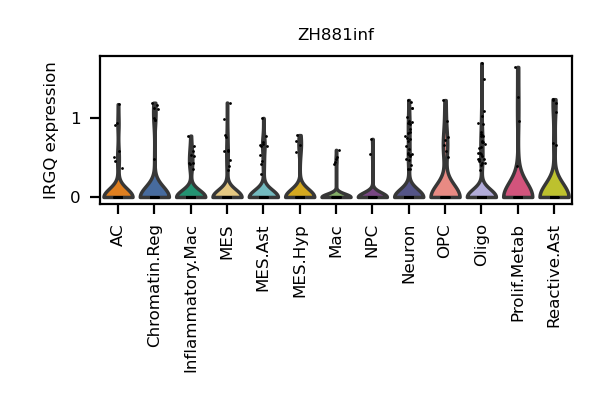 ZH881inf
IRGQ expression
1
0
AC
Chromatin.Reg
Inflammatory.Mac
MES
MES.Ast
MES.Hyp
Mac
NPC
Neuron
OPC
Oligo
Prolif.Metab
Reactive.Ast